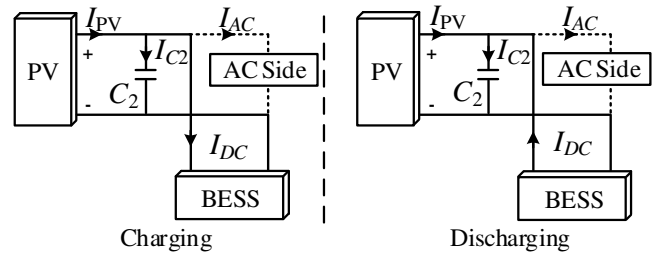 I_PV
I_AC
PV
+
-
I_C2
C_2
AC Side
I_DC
BESS
Charging
I_PV
I_AC
PV
+
-
I_C2
C_2
AC Side
I_DC
BESS
Discharging